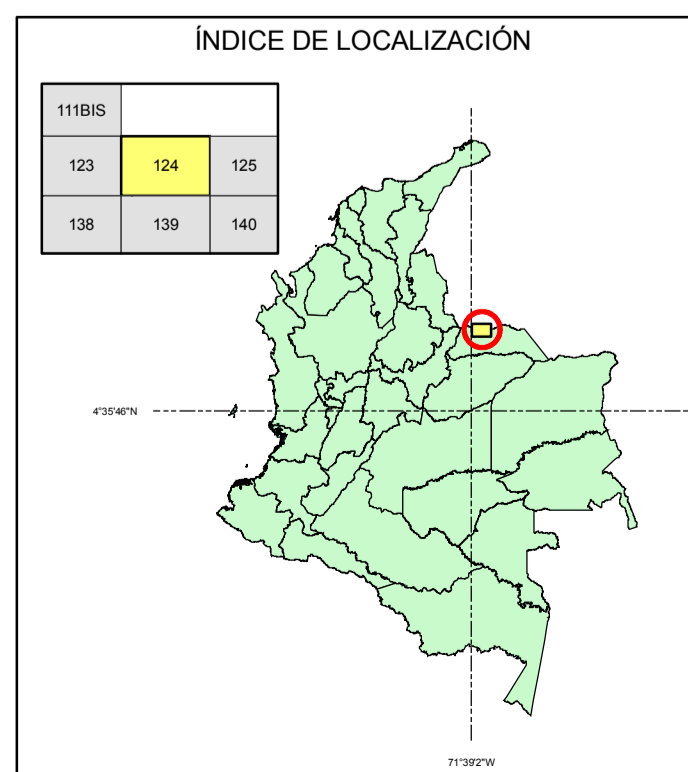 ÍNDICE DE LOCALIZACIÓN
111BIS
123 124 125
138 139 140
4°35'46"N
71°39'2"W